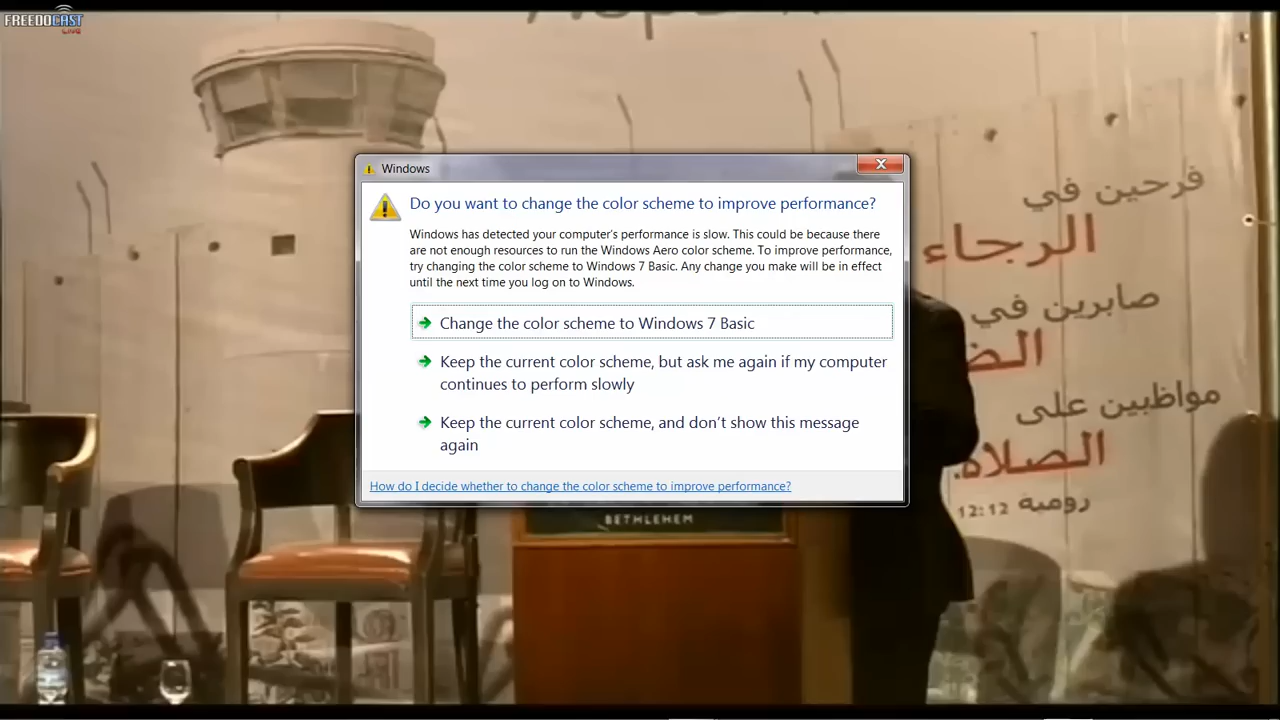 FREEDOCAST
Live
Windows
Do you want to change the color scheme to improve performance?
Windows has detected your computer's performance is slow. This could be because there
are not enough resources to run the Windows Aero color scheme. To improve performance,
try changing the color scheme to Windows 7 Basic. Any change you make will be in effect
until the next time you log on to Windows.
Change the color scheme to Windows 7 Basic
Keep the current color scheme, but ask me again if my computer
continues to perform slowly
Keep the current color scheme, and don't show this message
again
How do I decide whether to change the color scheme to improve performance?
BETHLEHEM
فرحين في
الرجاء
صابرين في
مواظبين على
الصلاة.
رومية 12:12